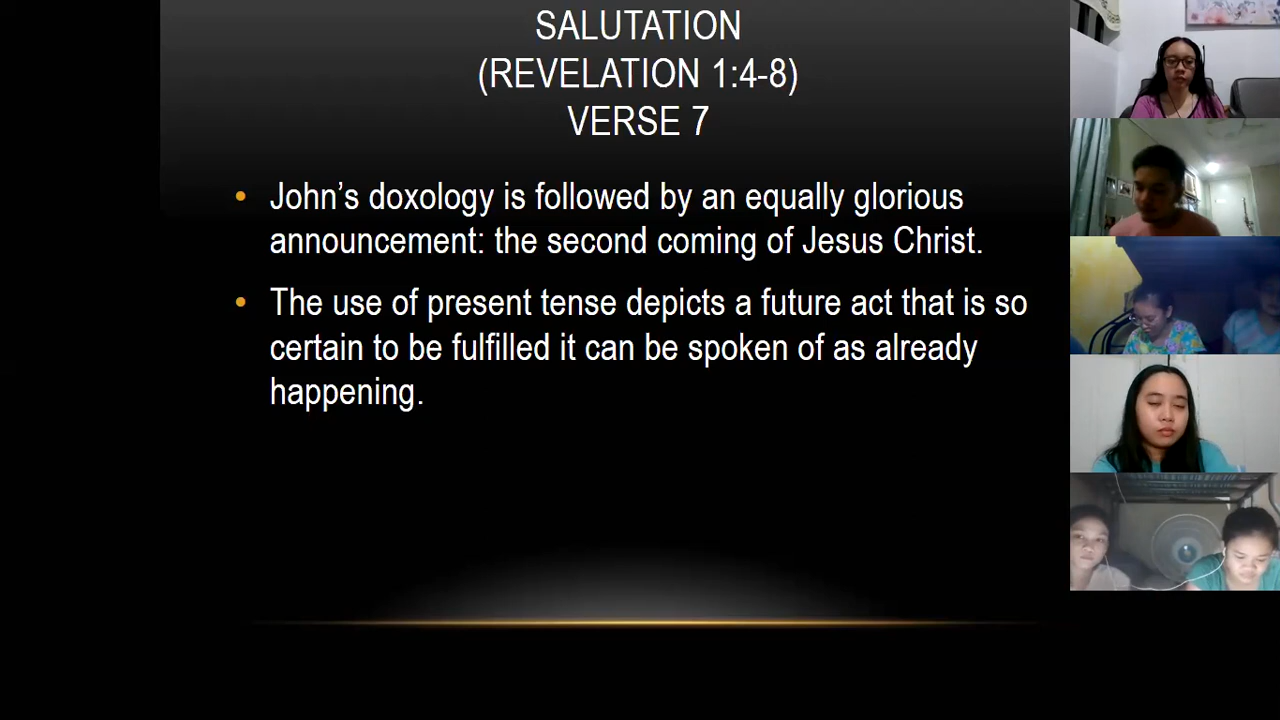 SALUTATION
(REVELATION 1:4-8)
VERSE 7
• John’s doxology is followed by an equally glorious
announcement: the second coming of Jesus Christ.
• The use of present tense depicts a future act that is so
certain to be fulfilled it can be spoken of as already
happening.